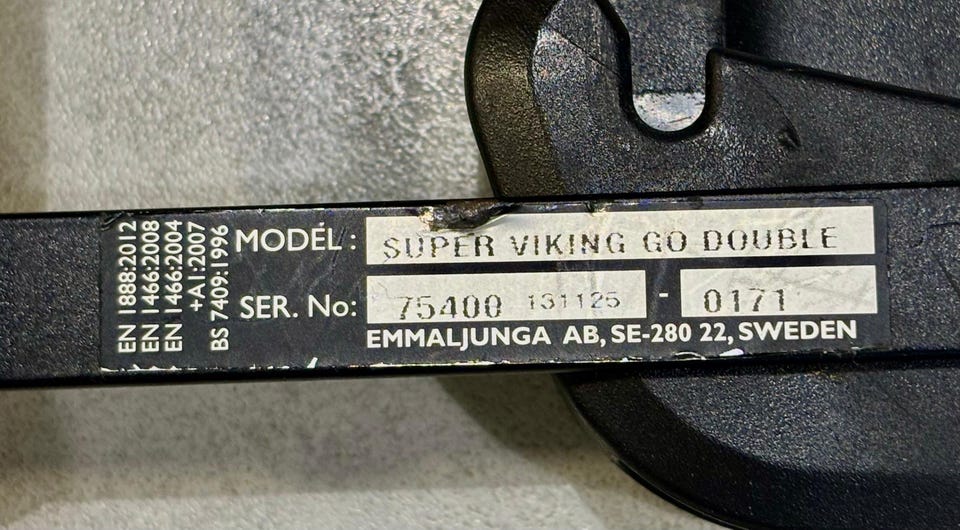 EN 1888:2012
EN 1466:2008
EN 1466:2004
+A1:2007
BS 7409:1996
MODEL: SUPER VIKING GO DOUBLE
SER. No: 75400 131125 - 0171
EMMALJUNGA AB, SE-280 22, SWEDEN